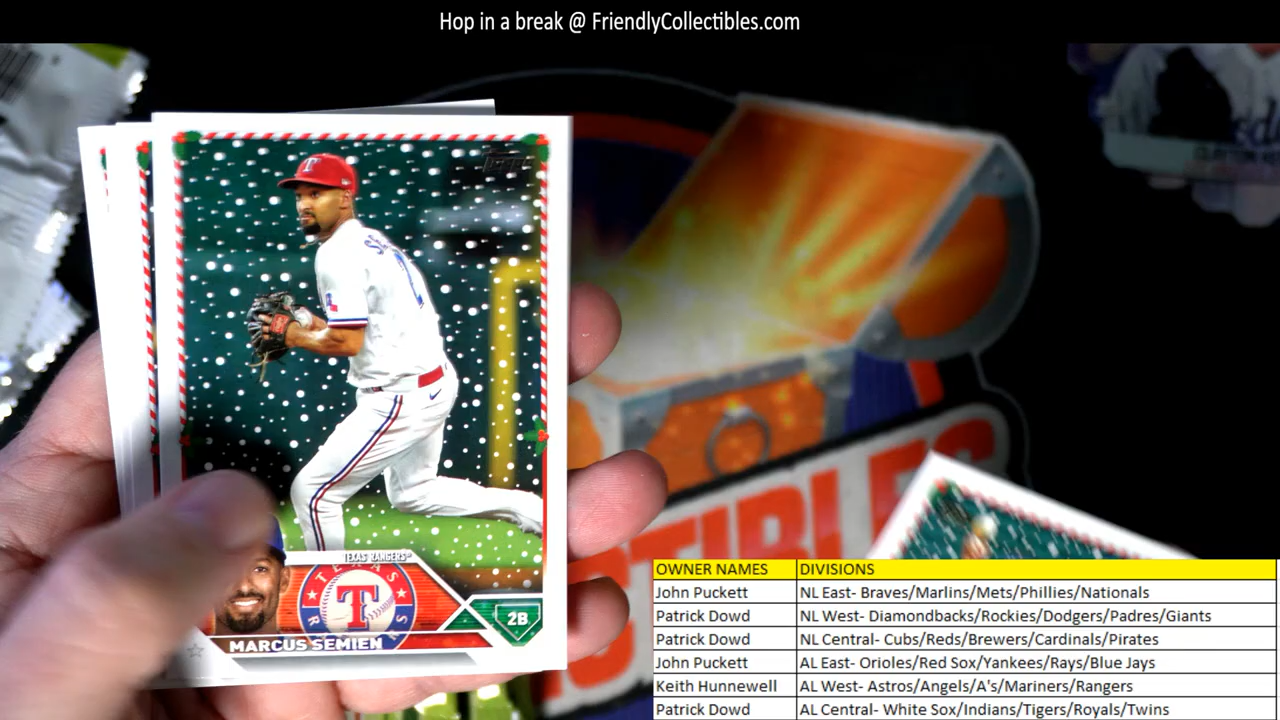 Hop in a break @ FriendlyCollectibles.com
T
TEXAS RANGERS
T
2B
MARCUS SEMIEN
TIBLES
OWNER NAMES DIVISIONS
John Puckett NL East- Braves/Marlins/Mets/Phillies/Nationals
Patrick Dowd NL West- Diamondbacks/Rockies/Dodgers/Padres/Giants
Patrick Dowd NL Central- Cubs/Reds/Brewers/Cardinals/Pirates
John Puckett AL East- Orioles/Red Sox/Yankees/Rays/Blue Jays
Keith Hunnewell AL West- Astros/Angels/A's/Mariners/Rangers
Patrick Dowd AL Central- White Sox/Indians/Tigers/Royals/Twins